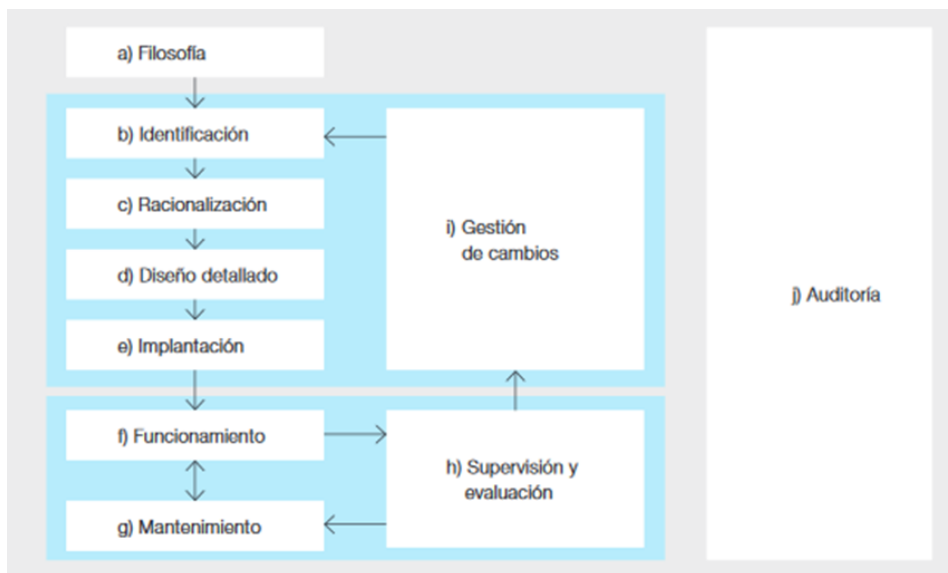 a) Filosofía
b) Identificación
c) Racionalización
d) Diseño detallado
e) Implantación
f) Funcionamiento
g) Mantenimiento
i) Gestión
de cambios
h) Supervisión y
evaluación
j) Auditoría